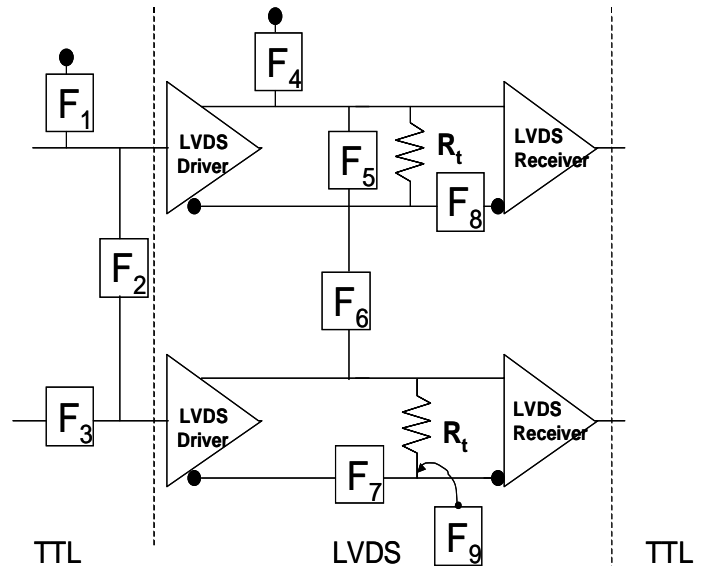 F4
F1
LVDS
Driver
F5
Rt
LVDS
Receiver
F8
F2
F6
F3
LVDS
Driver
Rt
LVDS
Receiver
F7
F9
TTL
LVDS
TTL